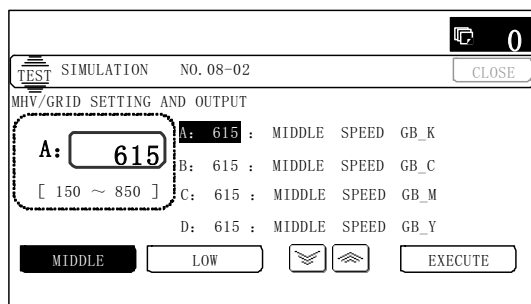 0
TEST SIMULATION NO.08-02 CLOSE
MHV/GRID SETTING AND OUTPUT
A: 615
[ 150 ~ 850 ]
A: 615 : MIDDLE SPEED GB_K
B: 615 : MIDDLE SPEED GB_C
C: 615 : MIDDLE SPEED GB_M
D: 615 : MIDDLE SPEED GB_Y
MIDDLE LOW EXECUTE